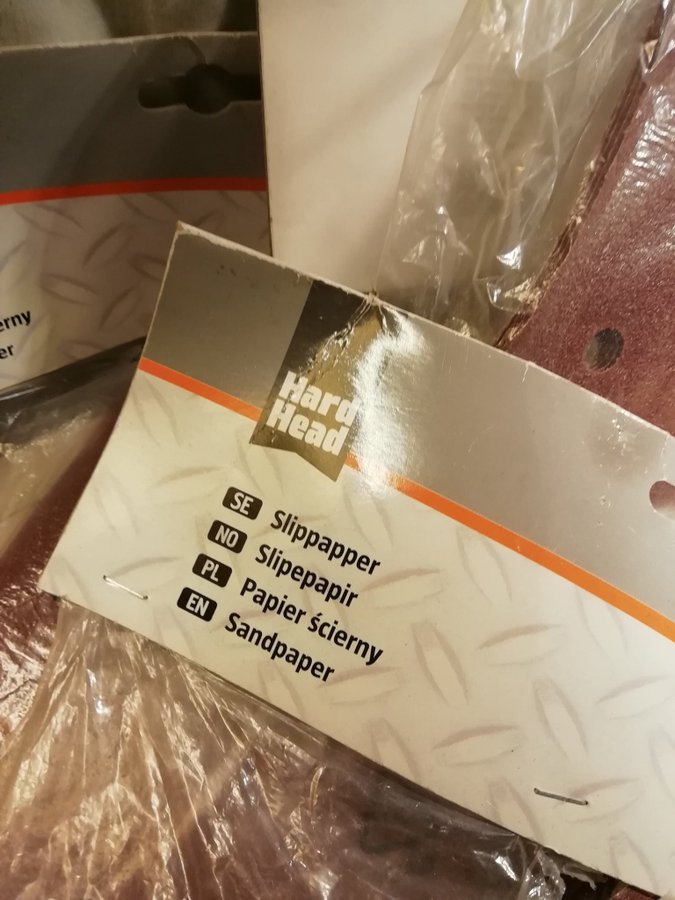 erny
er
Hard
Head
SE Slippapper
NO Slipepapir
PL Papier ścierny
EN Sandpaper